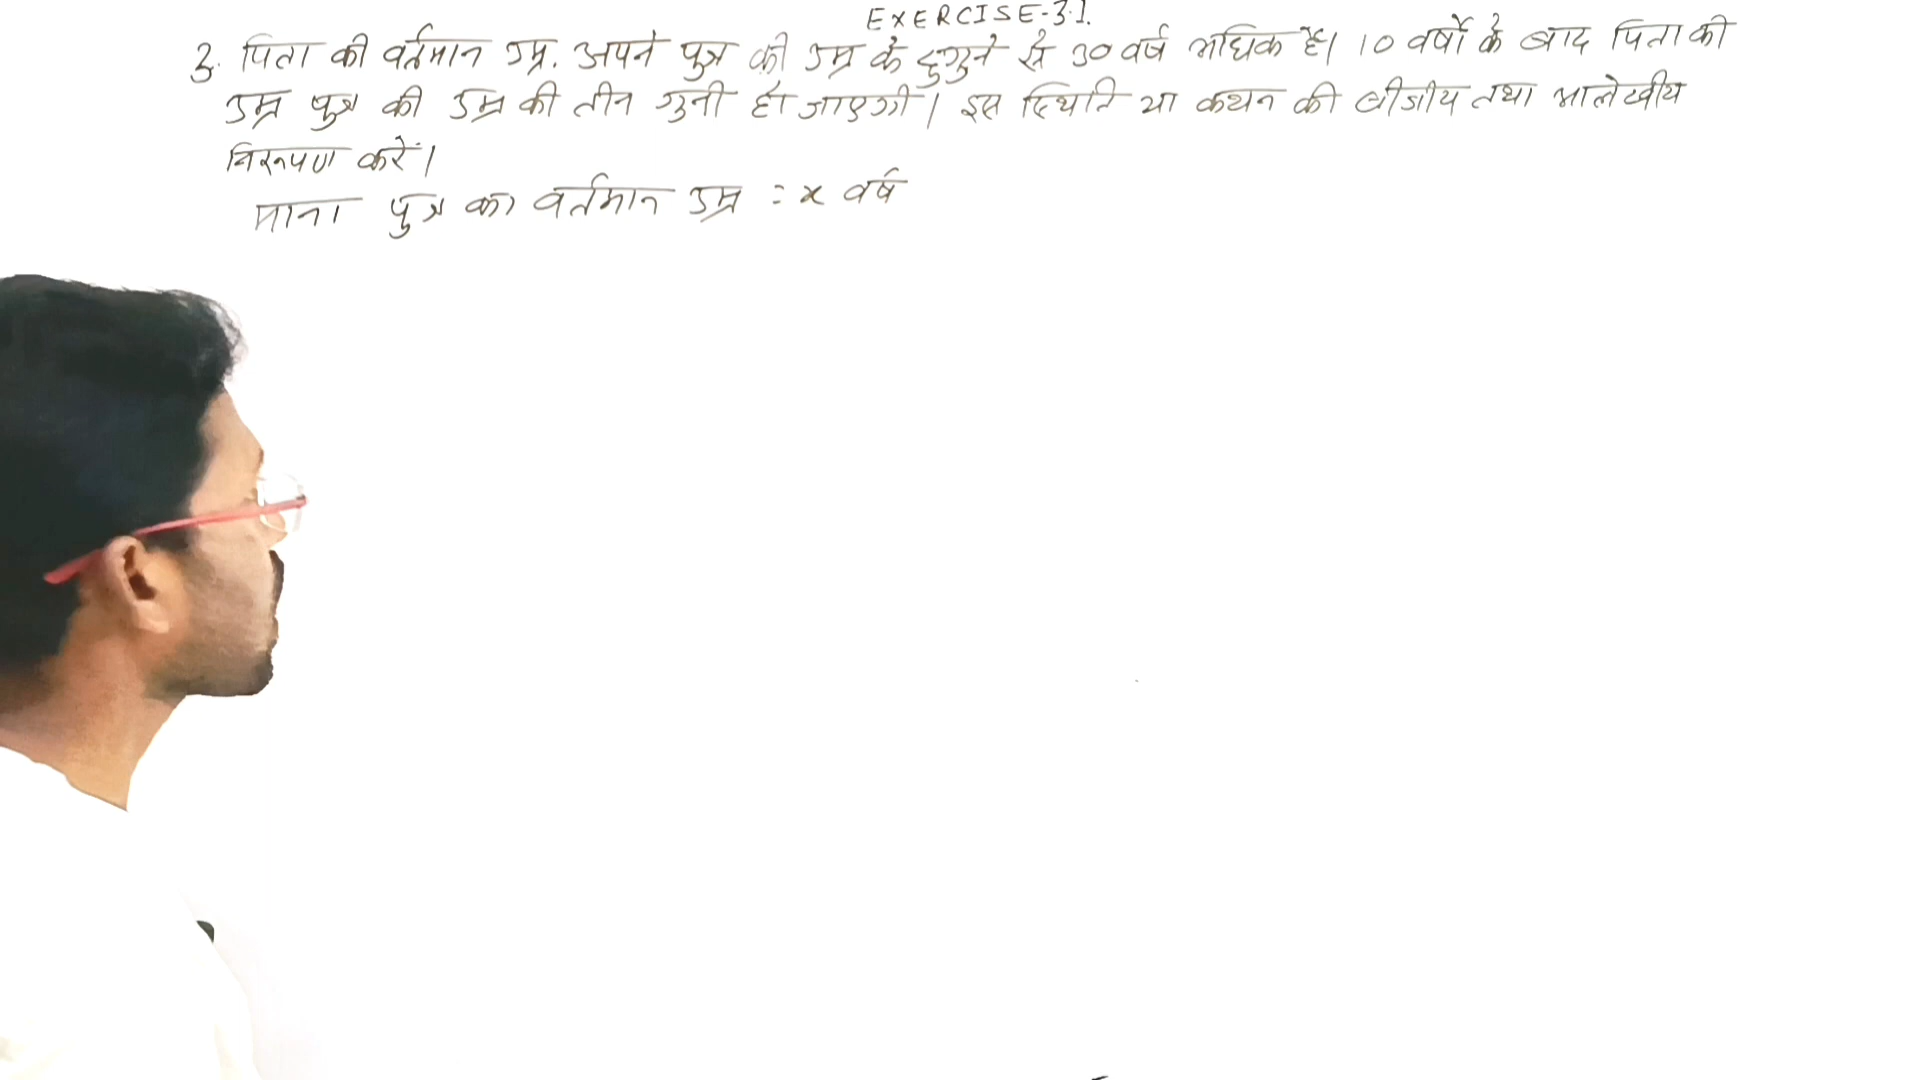 EXERCISE-3.1.
3. पिता की वर्तमान उम्र. अपने पुत्र की उम्र के दुगुने से 30 वर्ष अधिक है। 10 वर्षों के बाद पिता की
उम्र पुत्र की उम्र की तीन गुनी हो जाएगी। इस स्थिति या कथन की बीजीय तथा आलेखीय
निरूपण करें।
माना पुत्र का वर्तमान उम्र = x वर्ष